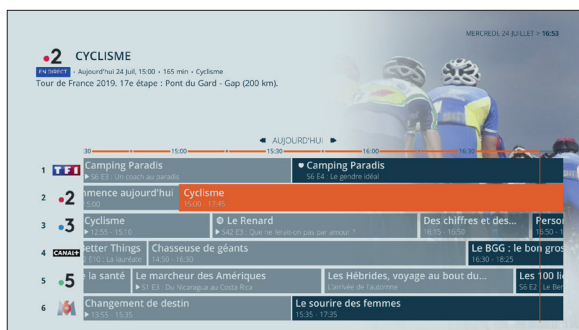 MERCREDI, 24 JUILLET > 16:53
2 CYCLISME
EN DIRECT • Aujourd'hui 24 Juil, 15:00 • 165 min • Cyclisme
Tour de France 2019. 17e étape : Pont du Gard - Gap (200 km).
AUJOURD'HUI
:30 15:00 15:30 16:00 16:30
1 TF1 Camping Paradis Camping Paradis
S6 E3 : Un coach au paradis S6 E4 : Le gendre idéal
2 2 mmence aujourd'hui Cyclisme
15:00 15:00 - 17:45
3 3 Cyclisme Le Renard Des chiffres et des... Person
12:55 - 15:10 S42 E3 : Que ne ferait-on pas par amour ? 16:15 - 16:50 16:50 - 1
4 CANAL+ Better Things Chasseuse de géants Le BGG : le bon gros
E10 : La lauréate 14:50 - 16:30 16:30 - 18:25
5 5 la santé Le marcheur des Amériques Les Hébrides, voyage au bout du... Les 100 li
S1 E3 : Du Nicaragua au Costa Rica L'arrivée de l'automne S6 E2 : Le Ber
6 M6 Changement de destin Le sourire des femmes
13:55 - 15:35 15:35 - 17:35